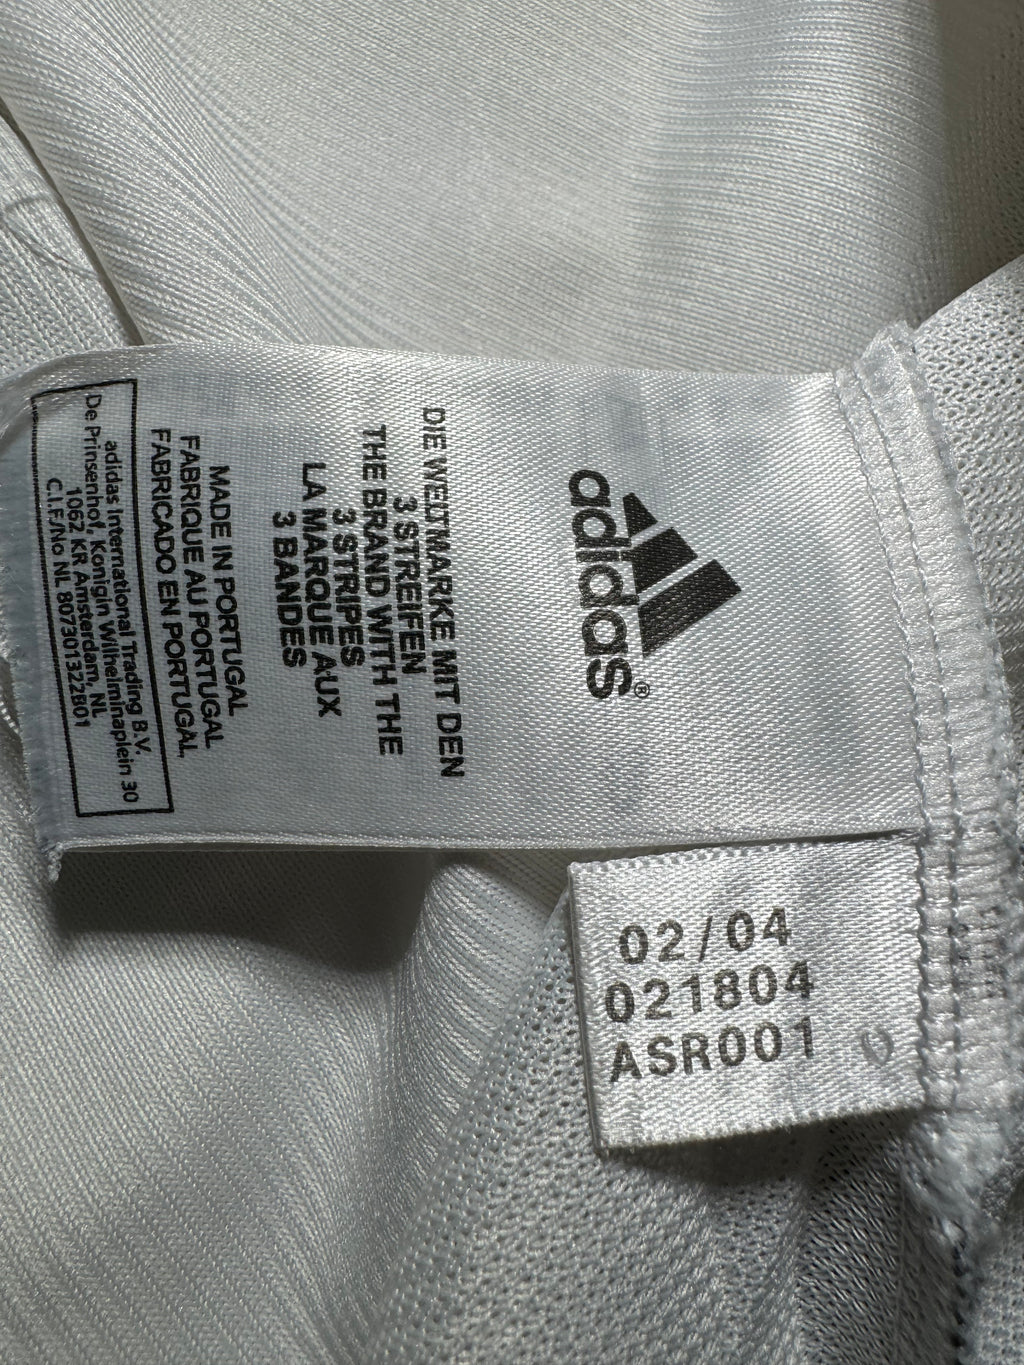 adidas®
DIE WELTMARKE MIT DEN
3 STREIFEN
THE BRAND WITH THE
3 STRIPES
LA MARQUE AUX
3 BANDES
MADE IN PORTUGAL
FABRIQUE AU PORTUGAL
FABRICADO EN PORTUGAL
adidas International Trading B.V.
De Prinsenhof, Konigin Wilhelminaplein 30
1062 KR Amsterdam, NL
C.I.F/No NL 807301322B01
02/04
021804
ASR001